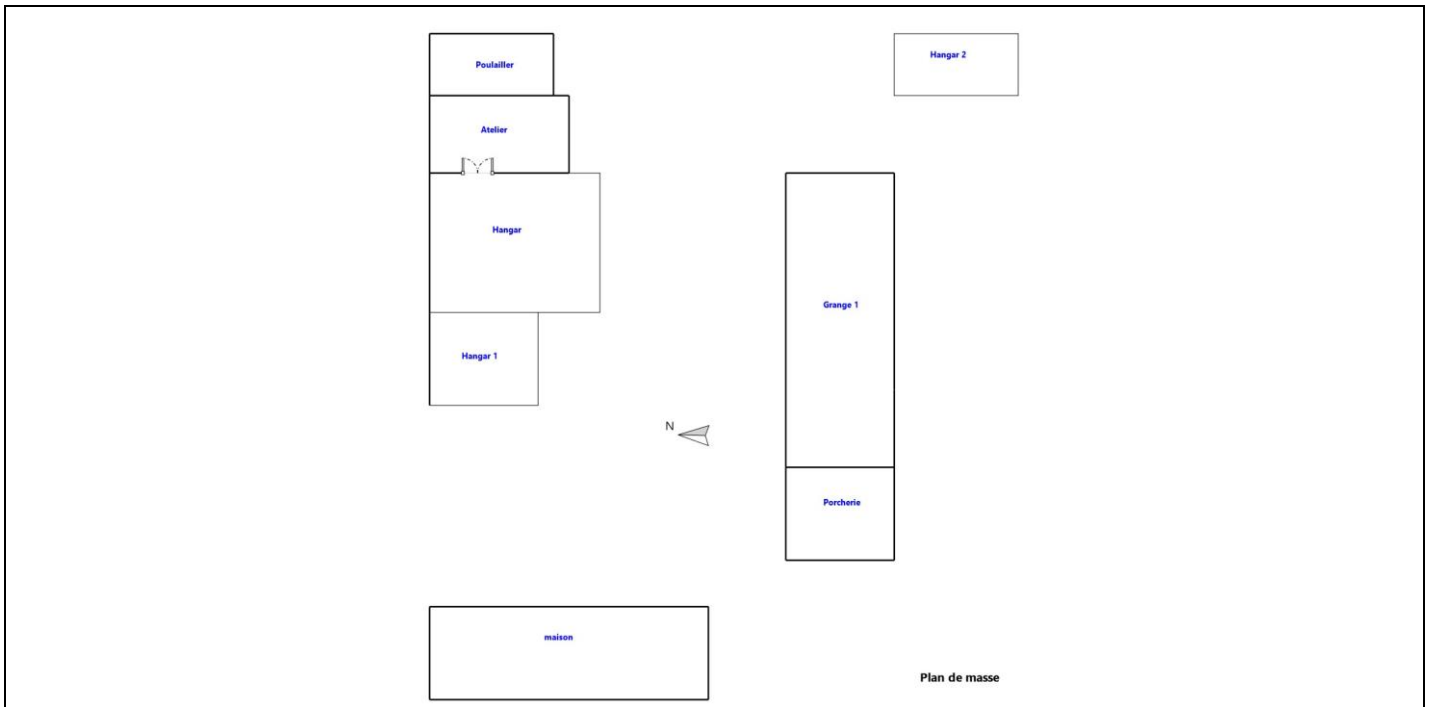 Poulailler
Hangar 2
Atelier
Hangar
Grange 1
Hangar 1
N
Porcherie
maison
Plan de masse